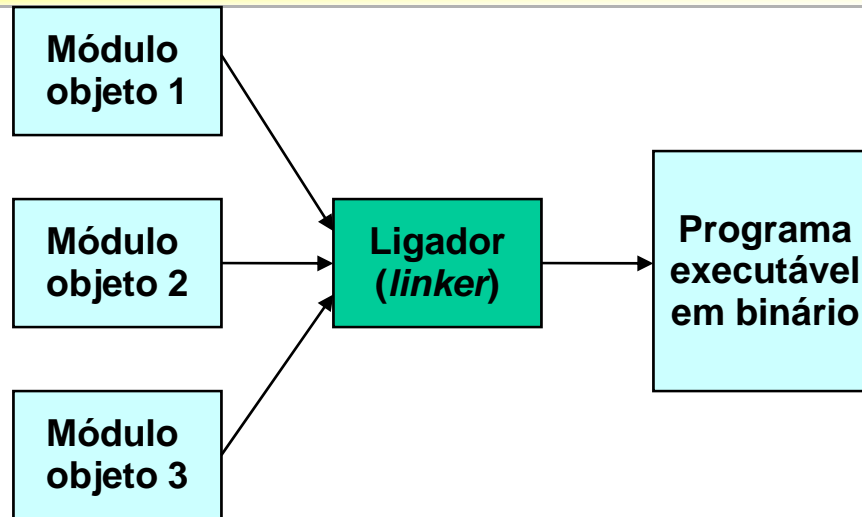 Módulo
objeto 1
Módulo
objeto 2
Módulo
objeto 3
Ligador
(linker)
Programa
executável
em binário